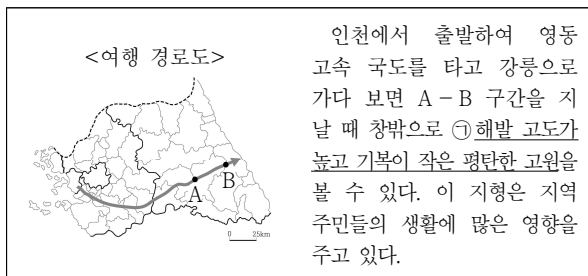 <여행 경로도>
A
B
0 25km
인천에서 출발하여 영동
고속 국도를 타고 강릉으로
가다 보면 A－B 구간을 지
날 때 창밖으로 ㉠해발 고도가
높고 기복이 작은 평탄한 고원을
볼 수 있다. 이 지형은 지역
주민들의 생활에 많은 영향을
주고 있다.